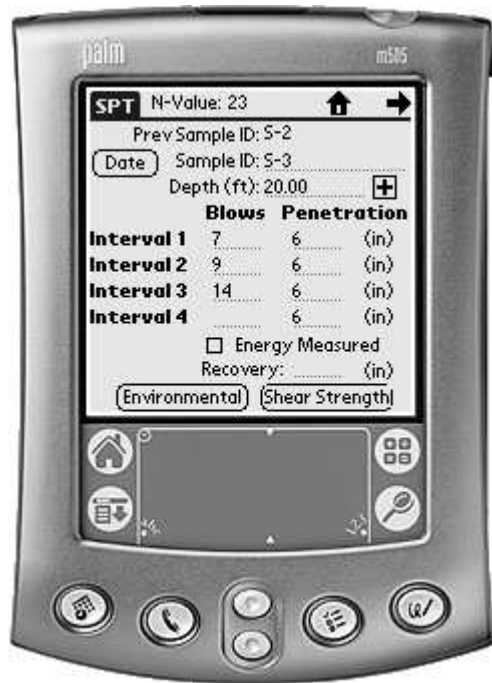 palm m505
SPT N-Value: 23
Prev Sample ID: S-2
Date Sample ID: S-3
Depth (ft): 20.00
Blows Penetration
Interval 1 7 6 (in)
Interval 2 9 6 (in)
Interval 3 14 6 (in)
Interval 4 6 (in)
Energy Measured
Recovery: (in)
Environmental Shear Strength